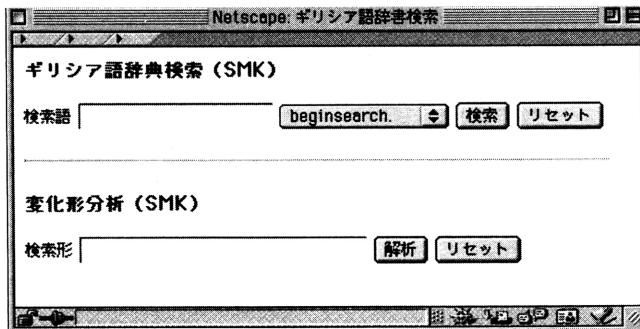 Netscape: ギリシア語辞書検索
ギリシア語辞典検索（SMK）
検索語 beginsearch. 検索 リセット
変化形分析（SMK）
検索形 解析 リセット